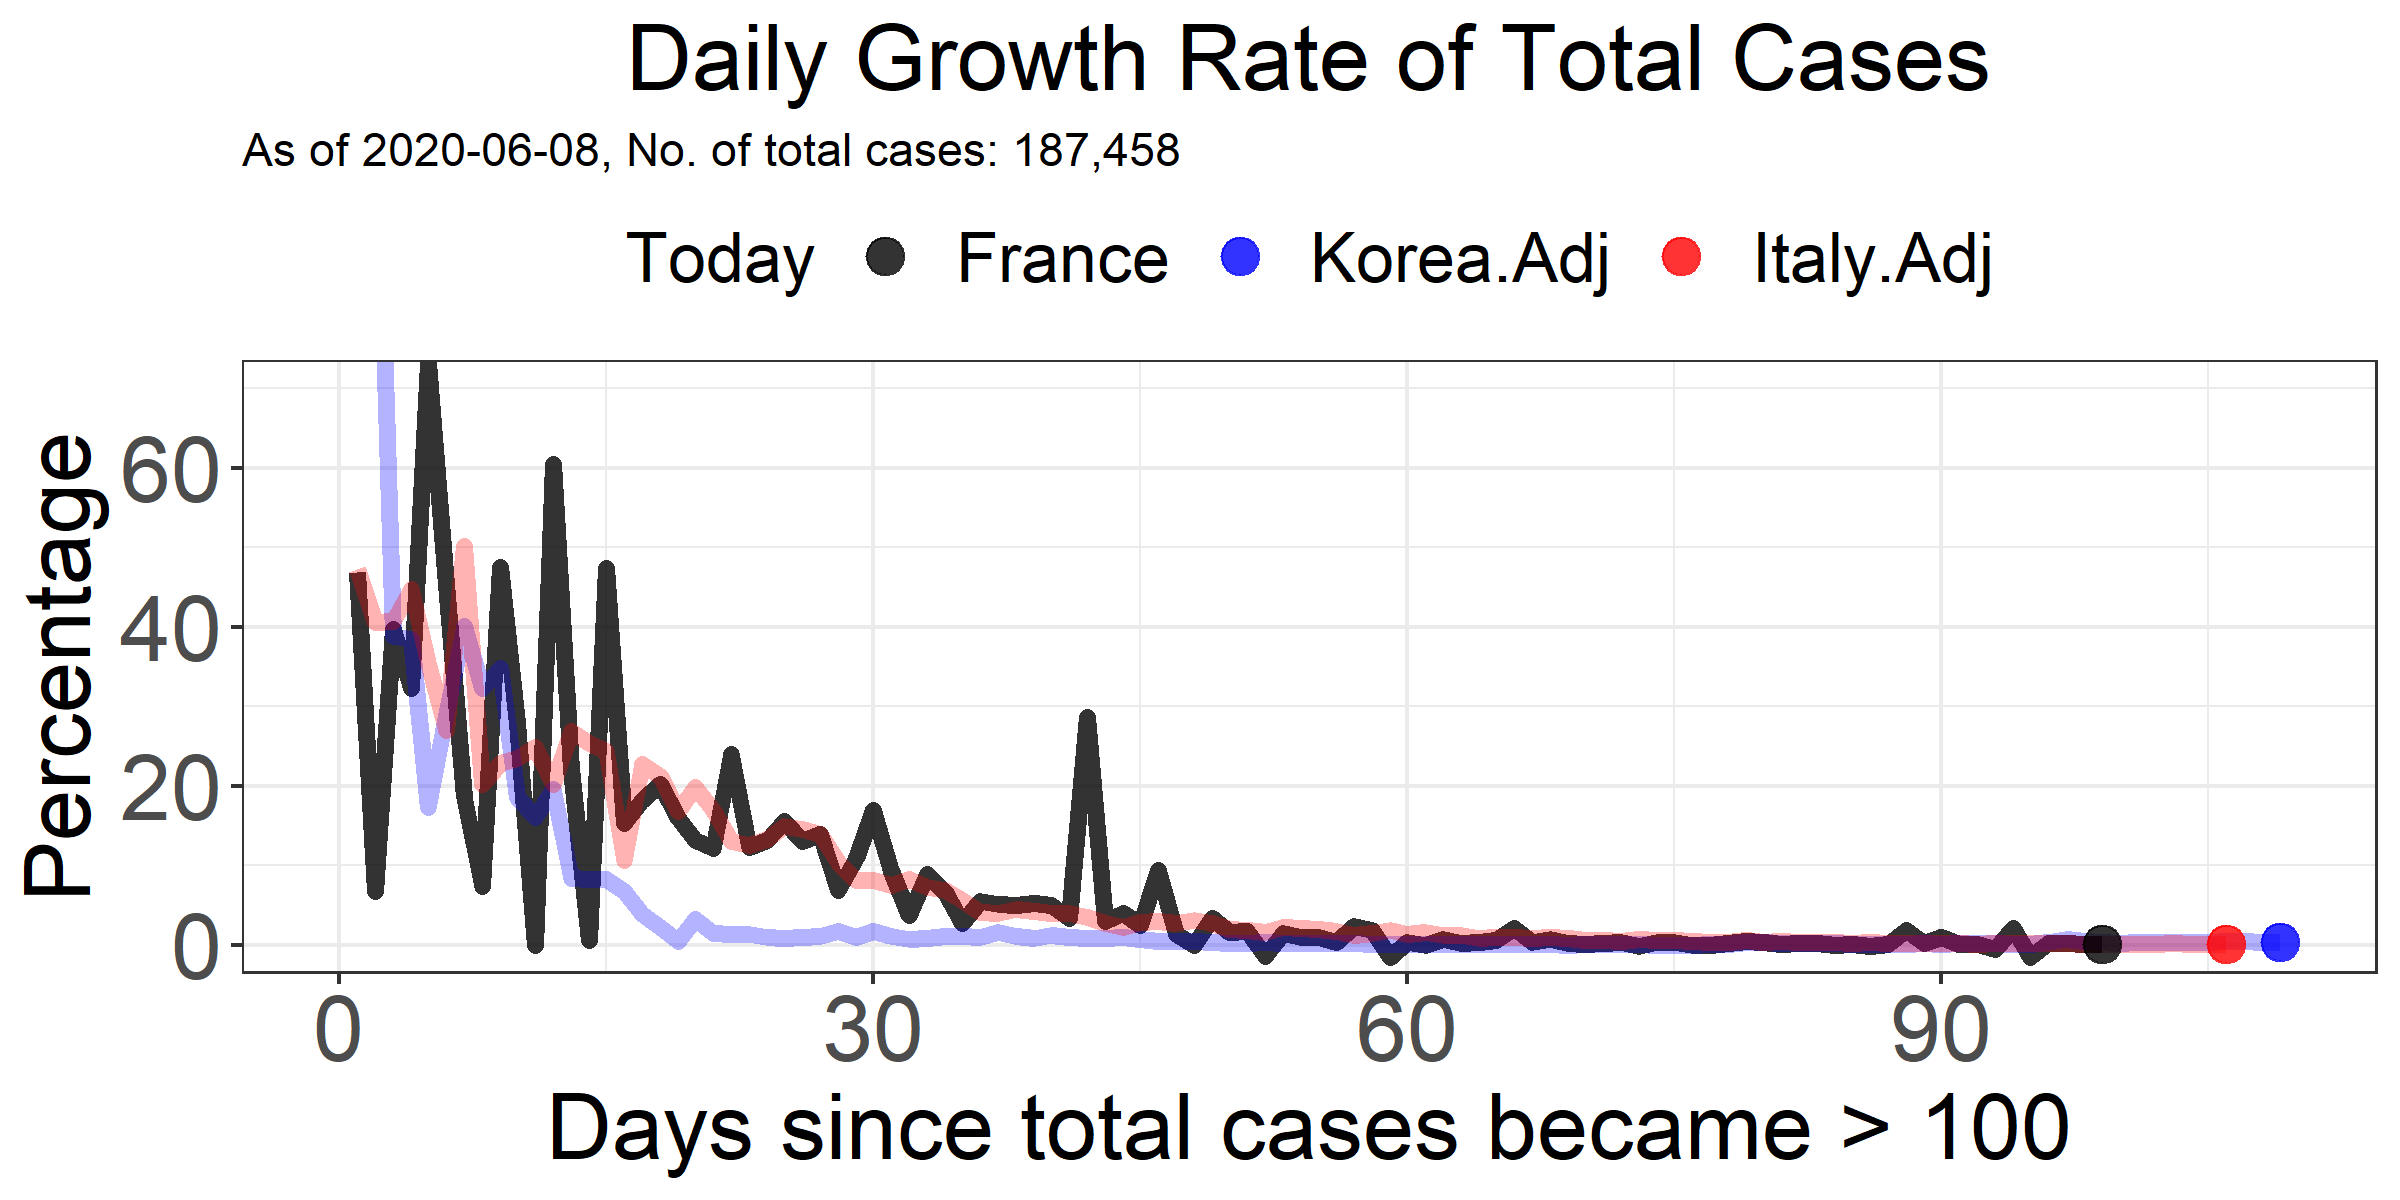 Daily Growth Rate of Total Cases
As of 2020-06-08, No. of total cases: 187,458
Today France Korea.Adj Italy.Adj
Percentage
60
40
20
0
0 30 60 90
Days since total cases became > 100